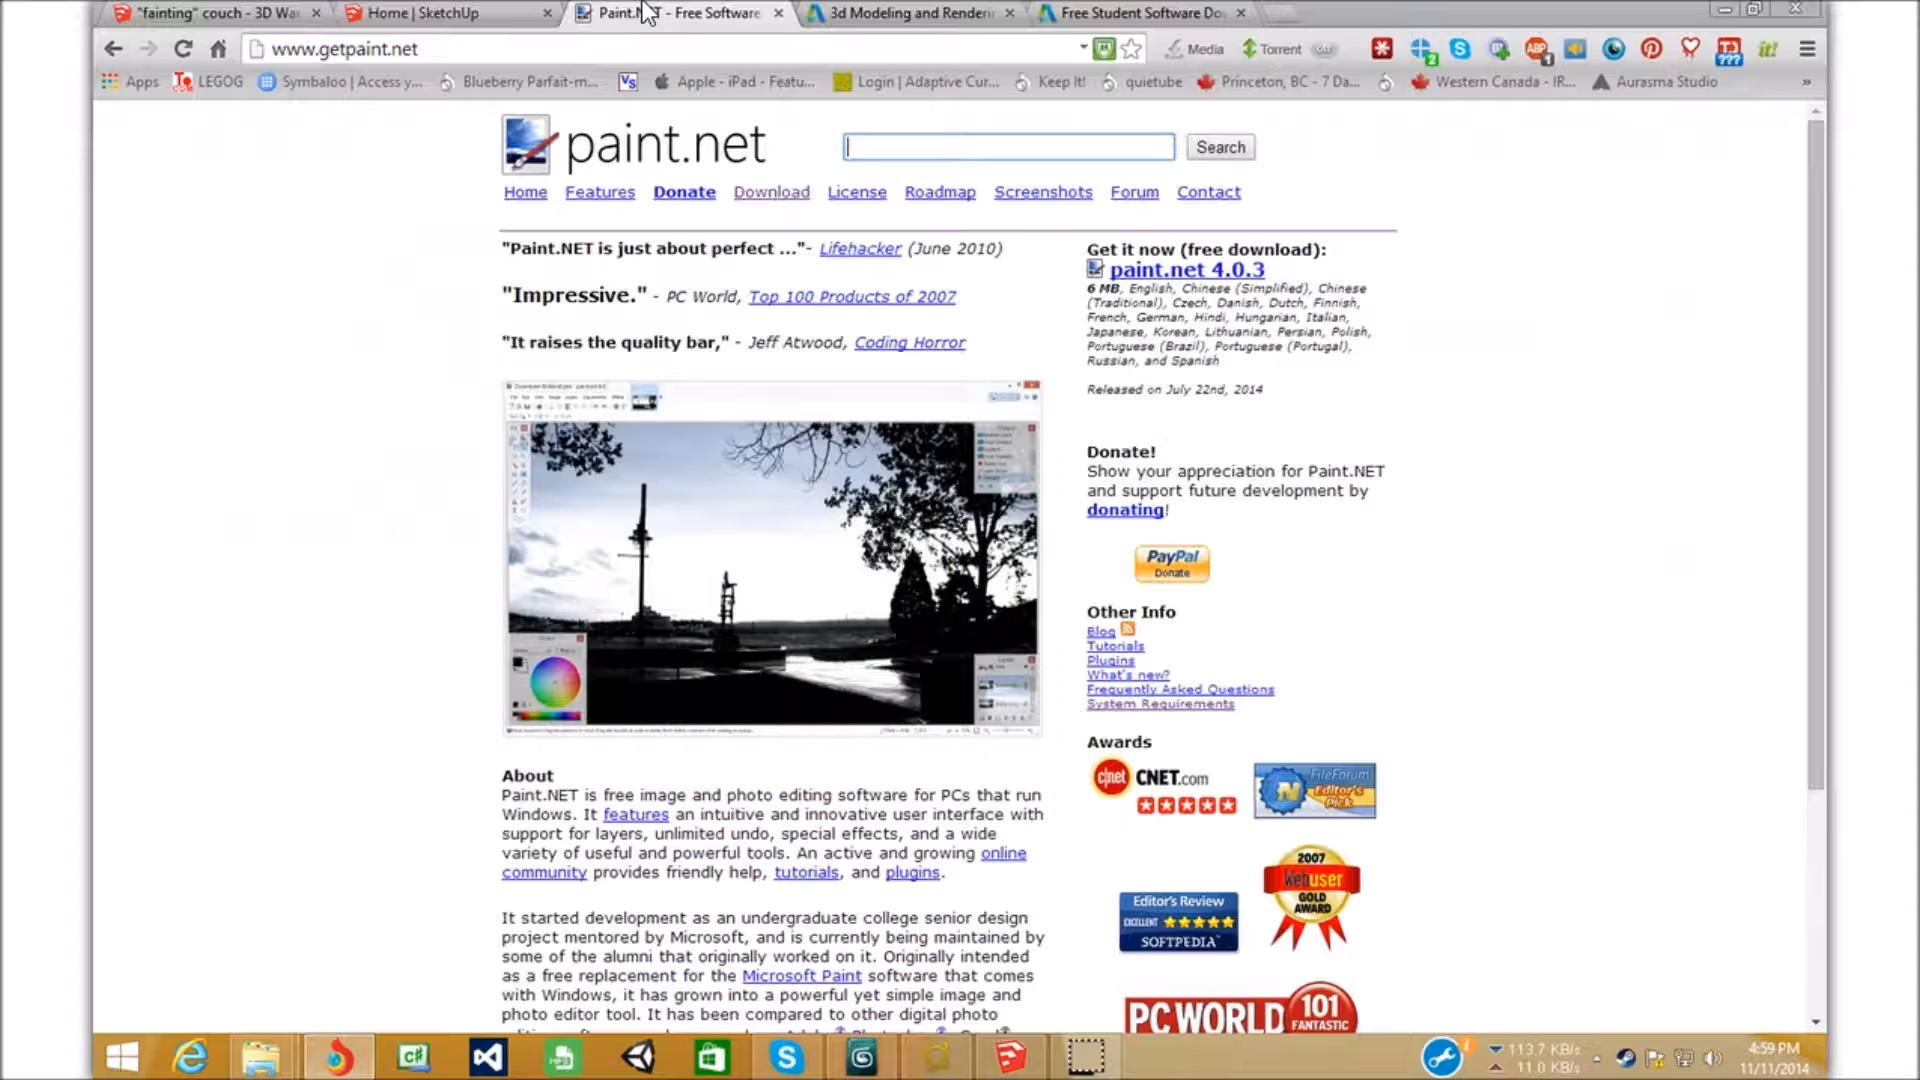 "fainting" couch - 3D Wa
Home | SketchUp
Paint.NET - Free Software
3d Modeling and Renderin
Free Student Software Do
www.getpaint.net
Media
Torrent
Apps
LEGOG
Symbaloo | Access y...
Blueberry Parfait-m...
Apple - iPad - Featu...
Login | Adaptive Cur...
Keep It!
quietube
Princeton, BC - 7 Da...
Western Canada - IR...
Aurasma Studio
paint.net
Search
Home Features Donate Download License Roadmap Screenshots Forum Contact
"Paint.NET is just about perfect ..."- Lifehacker (June 2010)
"Impressive." - PC World, Top 100 Products of 2007
"It raises the quality bar," - Jeff Atwood, Coding Horror
Get it now (free download):
paint.net 4.0.3
6 MB, English, Chinese (Simplified), Chinese
(Traditional), Czech, Danish, Dutch, Finnish,
French, German, Hindi, Hungarian, Italian,
Japanese, Korean, Lithuanian, Persian, Polish,
Portuguese (Brazil), Portuguese (Portugal),
Russian, and Spanish
Released on July 22nd, 2014
Donate!
Show your appreciation for Paint.NET
and support future development by
donating!
PayPal
Donate
Other Info
Blog
Tutorials
Plugins
What's new?
Frequently Asked Questions
System Requirements
Awards
c|net CNET.com
FileForum
Editor's
Pick
2007
Webuser
GOLD
AWARD
Editor's Review
EXCELLENT
SOFTPEDIA
PC WORLD 101
FANTASTIC
About
Paint.NET is free image and photo editing software for PCs that run
Windows. It features an intuitive and innovative user interface with
support for layers, unlimited undo, special effects, and a wide
variety of useful and powerful tools. An active and growing online
community provides friendly help, tutorials, and plugins.
It started development as an undergraduate college senior design
project mentored by Microsoft, and is currently being maintained by
some of the alumni that originally worked on it. Originally intended
as a free replacement for the Microsoft Paint software that comes
with Windows, it has grown into a powerful yet simple image and
photo editor tool. It has been compared to other digital photo
113.7 KB/s
11.0 KB/s
4:59 PM
11/11/2014